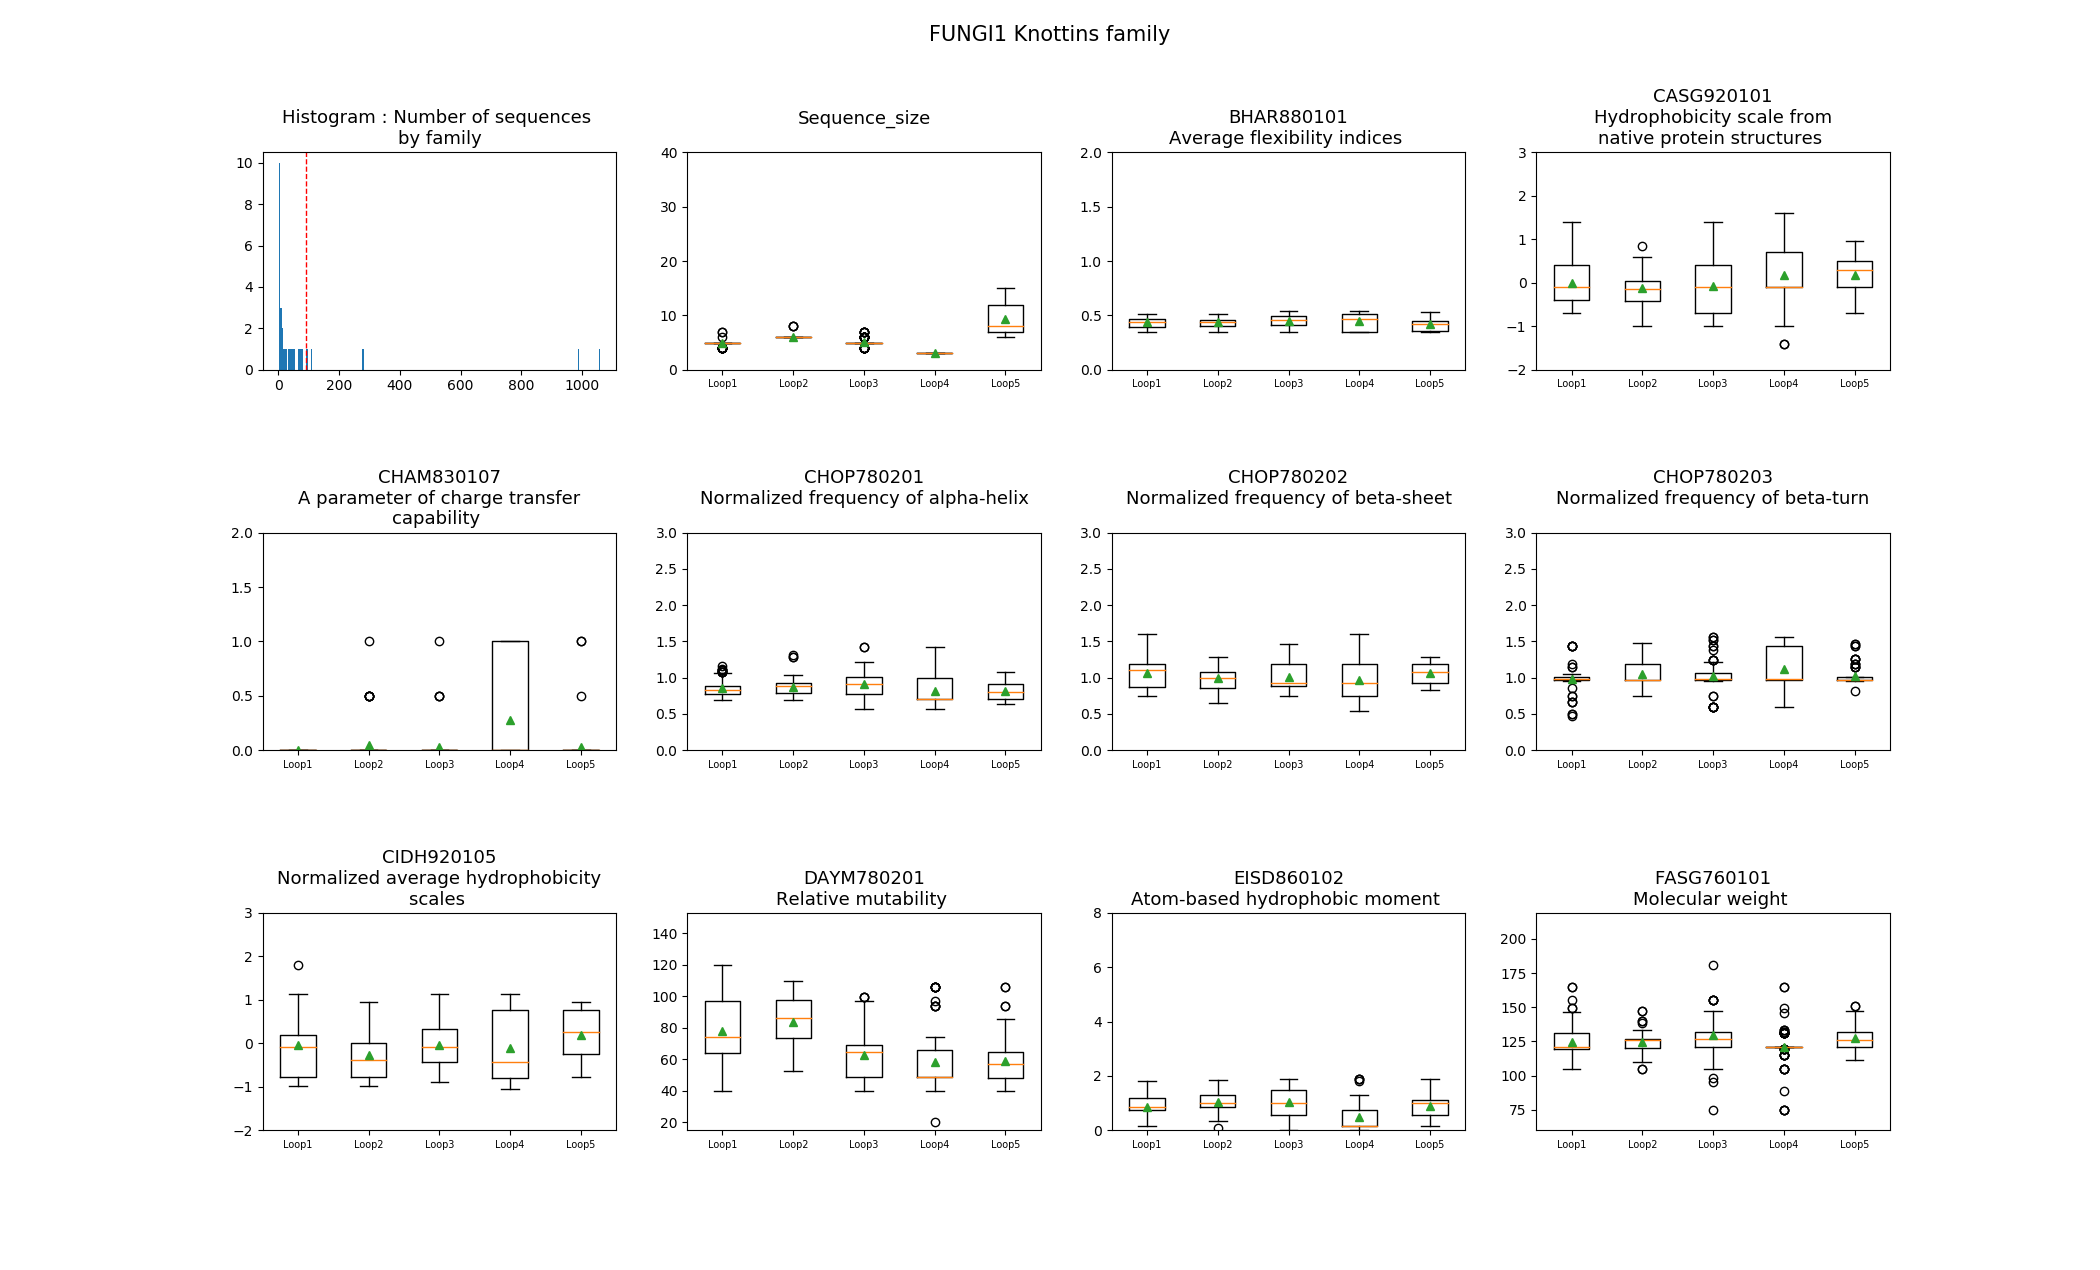 FUNGI1 Knottins family
Histogram : Number of sequences
by family
10
8
6
4
2
0
0 200 400 600 800 1000
Sequence_size
40
30
20
10
0
Loop1 Loop2 Loop3 Loop4 Loop5
BHAR880101
Average flexibility indices
2.0
1.5
1.0
0.5
0.0
Loop1 Loop2 Loop3 Loop4 Loop5
CASG920101
Hydrophobicity scale from
native protein structures
3
2
1
0
−1
−2
Loop1 Loop2 Loop3 Loop4 Loop5
CHAM830107
A parameter of charge transfer
capability
2.0
1.5
1.0
0.5
0.0
Loop1 Loop2 Loop3 Loop4 Loop5
CHOP780201
Normalized frequency of alpha-helix
3.0
2.5
2.0
1.5
1.0
0.5
0.0
Loop1 Loop2 Loop3 Loop4 Loop5
CHOP780202
Normalized frequency of beta-sheet
3.0
2.5
2.0
1.5
1.0
0.5
0.0
Loop1 Loop2 Loop3 Loop4 Loop5
CHOP780203
Normalized frequency of beta-turn
3.0
2.5
2.0
1.5
1.0
0.5
0.0
Loop1 Loop2 Loop3 Loop4 Loop5
CIDH920105
Normalized average hydrophobicity
scales
3
2
1
0
−1
−2
Loop1 Loop2 Loop3 Loop4 Loop5
DAYM780201
Relative mutability
140
120
100
80
60
40
20
Loop1 Loop2 Loop3 Loop4 Loop5
EISD860102
Atom-based hydrophobic moment
8
6
4
2
0
Loop1 Loop2 Loop3 Loop4 Loop5
FASG760101
Molecular weight
200
175
150
125
100
75
Loop1 Loop2 Loop3 Loop4 Loop5